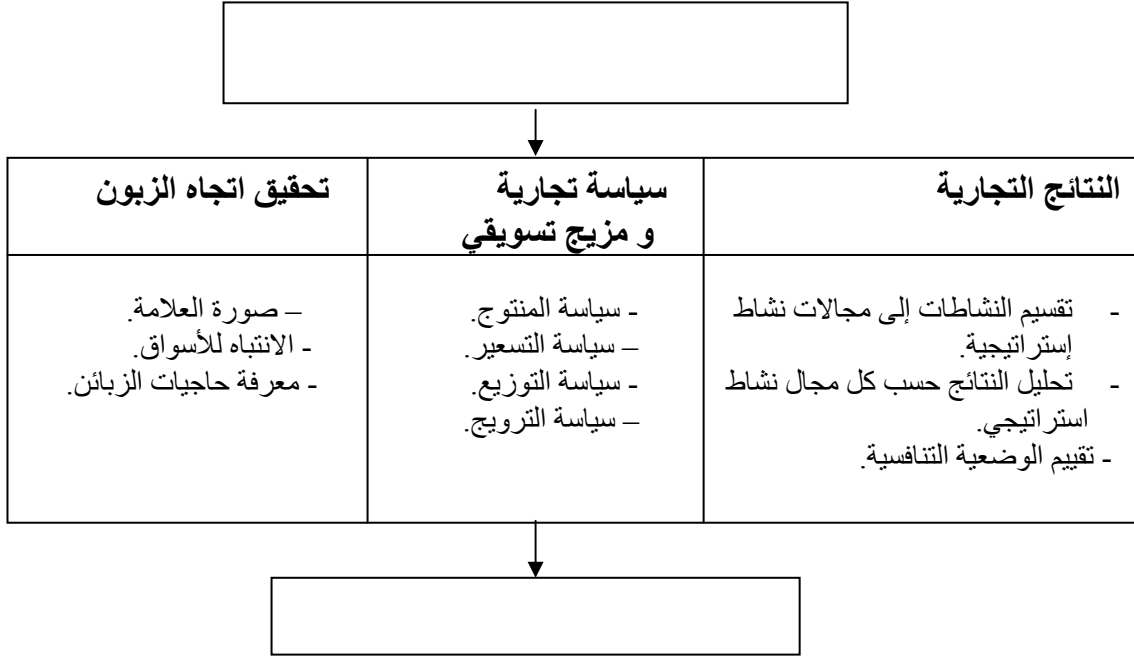 النتائج التجارية
- تقسيم النشاطات إلى مجالات نشاط
إستراتيجية.
- تحليل النتائج حسب كل مجال نشاط
استراتيجي.
- تقييم الوضعية التنافسية.
سياسة تجارية
و مزيج تسويقي
- سياسة المنتوج.
– سياسة التسعير.
- سياسة التوزيع.
– سياسة الترويج.
تحقيق اتجاه الزبون
– صورة العلامة.
- الانتباه للأسواق.
- معرفة حاجيات الزبائن.